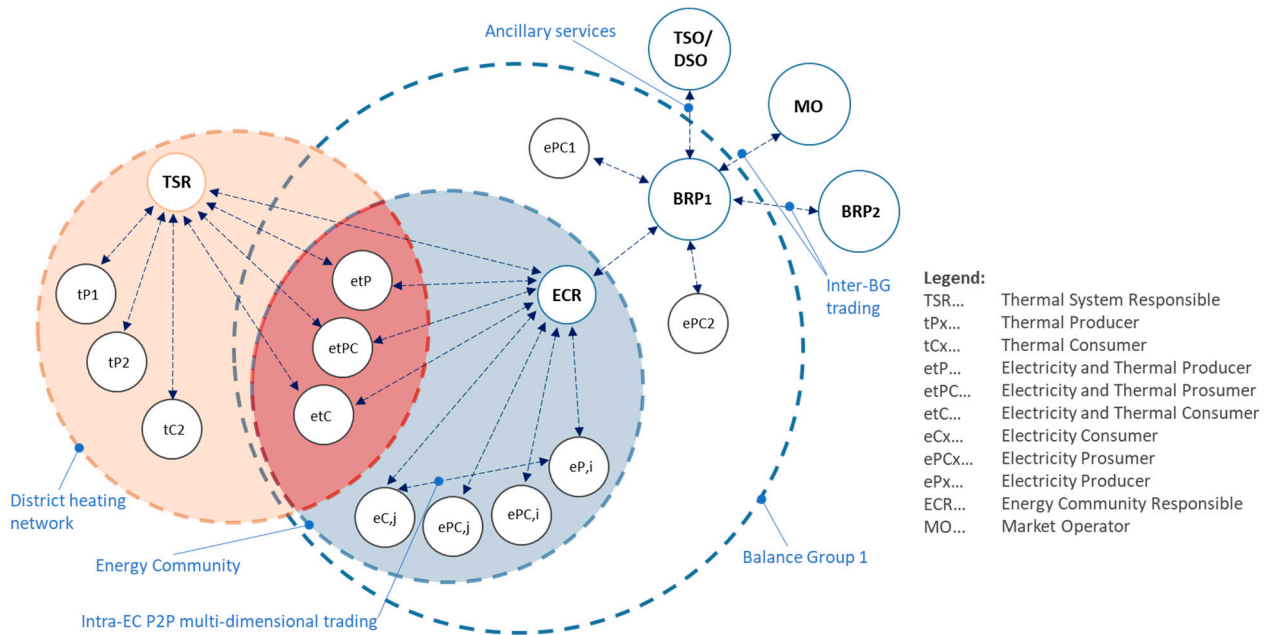 Ancillary services
TSO/
DSO
MO
ePC1
TSR
BRP1
BRP2
etP
tP1
ECR
Inter-BG
trading
ePC2
etPC
tP2
etC
tC2
eP,i
eC,j
ePC,j
ePC,i
District heating
network
Energy Community
Balance Group 1
Intra-EC P2P multi-dimensional trading
Legend:
TSR... Thermal System Responsible
tPx... Thermal Producer
tCx... Thermal Consumer
etP... Electricity and Thermal Producer
etPC... Electricity and Thermal Prosumer
etC... Electricity and Thermal Consumer
eCx... Electricity Consumer
ePCx... Electricity Prosumer
ePx... Electricity Producer
ECR... Energy Community Responsible
MO... Market Operator